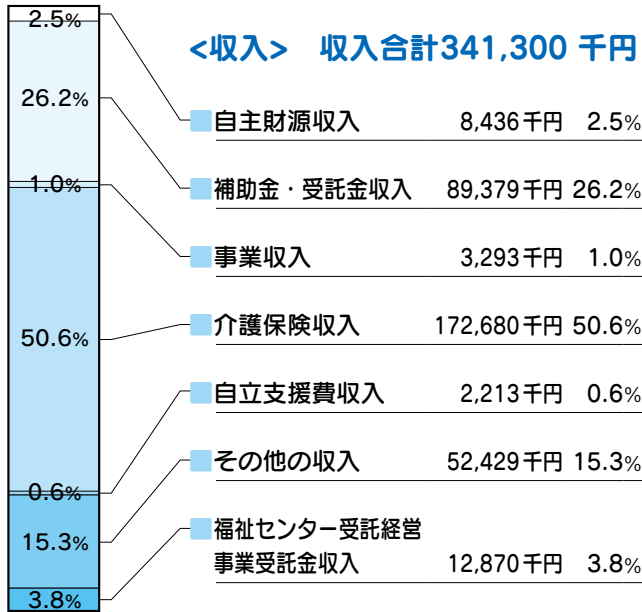 <収入> 収入合計341,300 千円
2.5%
26.2%
1.0%
50.6%
0.6%
15.3%
3.8%
自主財源収入 8,436千円 2.5%
補助金・受託金収入 89,379千円 26.2%
事業収入 3,293千円 1.0%
介護保険収入 172,680千円 50.6%
自立支援費収入 2,213千円 0.6%
その他の収入 52,429千円 15.3%
福祉センター受託経営
事業受託金収入 12,870千円 3.8%